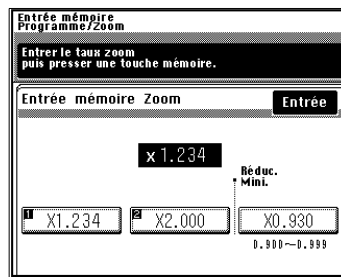 Entrée mémoire
Programme/Zoom
Entrer le taux zoom
puis presser une touche mémoire.
Entrée mémoire Zoom
Entrée
x1.234
Réduc.
Mini.
1 X1.234
2 X2.000
X0.930
0.900~0.999